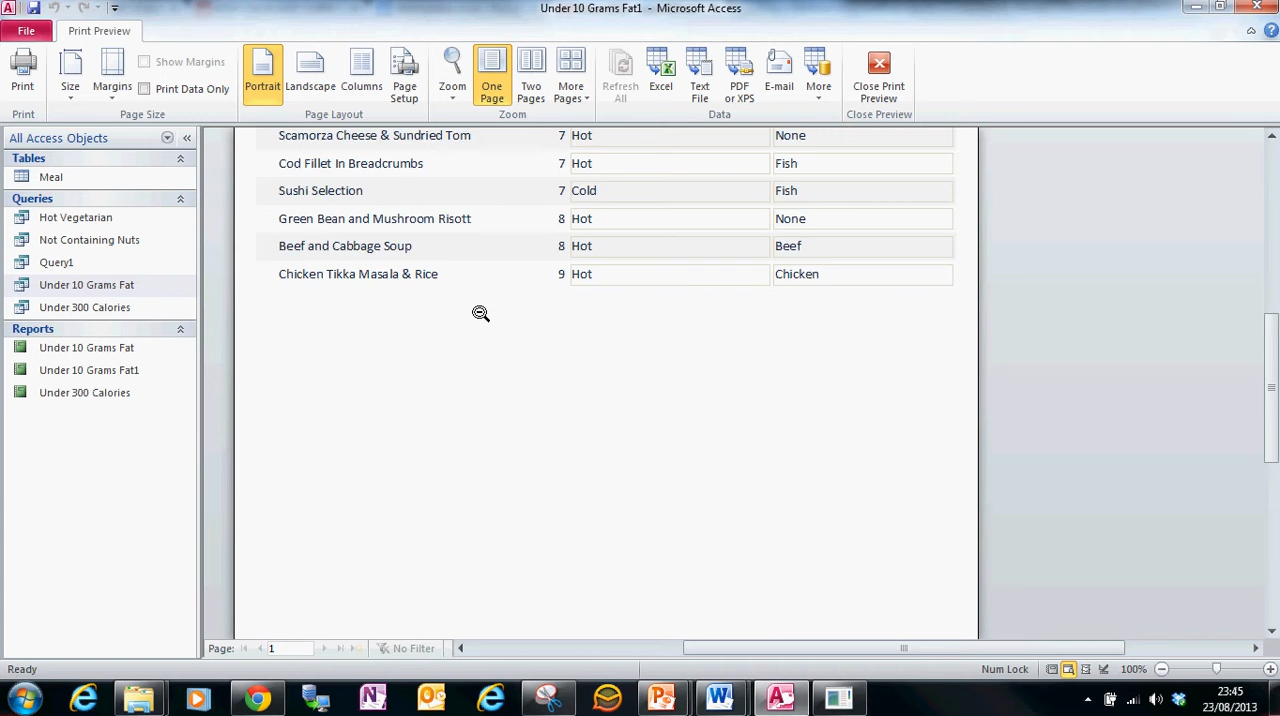 Under 10 Grams Fat1 - Microsoft Access
File Print Preview
Print
Size
Margins
Show Margins
Print Data Only
Portrait
Landscape
Columns
Page Setup
Zoom
One Page
Two Pages
More Pages
Refresh All
Excel
Text File
PDF or XPS
E-mail
More
Close Print Preview
Print Page Size Page Layout Zoom Data Close Preview
All Access Objects
Tables
Meal
Queries
Hot Vegetarian
Not Containing Nuts
Query1
Under 10 Grams Fat
Under 300 Calories
Reports
Under 10 Grams Fat
Under 10 Grams Fat1
Under 300 Calories
Scamorza Cheese & Sundried Tom 7 Hot None
Cod Fillet In Breadcrumbs 7 Hot Fish
Sushi Selection 7 Cold Fish
Green Bean and Mushroom Risott 8 Hot None
Beef and Cabbage Soup 8 Hot Beef
Chicken Tikka Masala & Rice 9 Hot Chicken
Page: 1 No Filter
Ready Num Lock 100%
23:45
23/08/2013